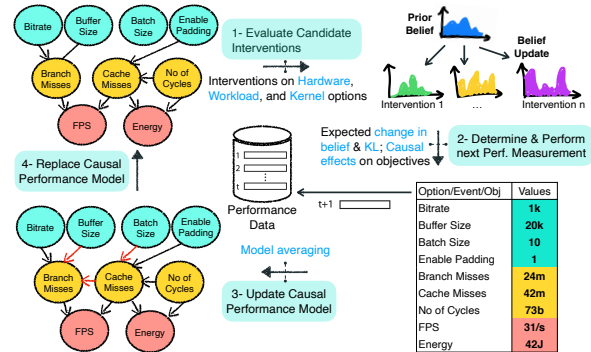 Bitrate
Buffer
Size
Batch
Size
Enable
Padding
Branch
Misses
Cache
Misses
No of
Cycles
FPS
Energy
1- Evaluate Candidate
Interventions
Interventions on Hardware,
Workload, and Kernel options
Prior
Belief
Belief
Update
Intervention 1
...
Intervention n
Expected change in
belief & KL; Causal
effects on objectives
2- Determine & Perform
next Perf. Measurement
4- Replace Causal
Performance Model
1
2
⋮
t
Performance
Data
t+1
Option/Event/Obj Values
Bitrate 1k
Buffer Size 20k
Batch Size 10
Enable Padding 1
Branch Misses 24m
Cache Misses 42m
No of Cycles 73b
FPS 31/s
Energy 42J
Model averaging
3- Update Causal
Performance Model
Bitrate
Buffer
Size
Batch
Size
Enable
Padding
Branch
Misses
Cache
Misses
No of
Cycles
FPS
Energy